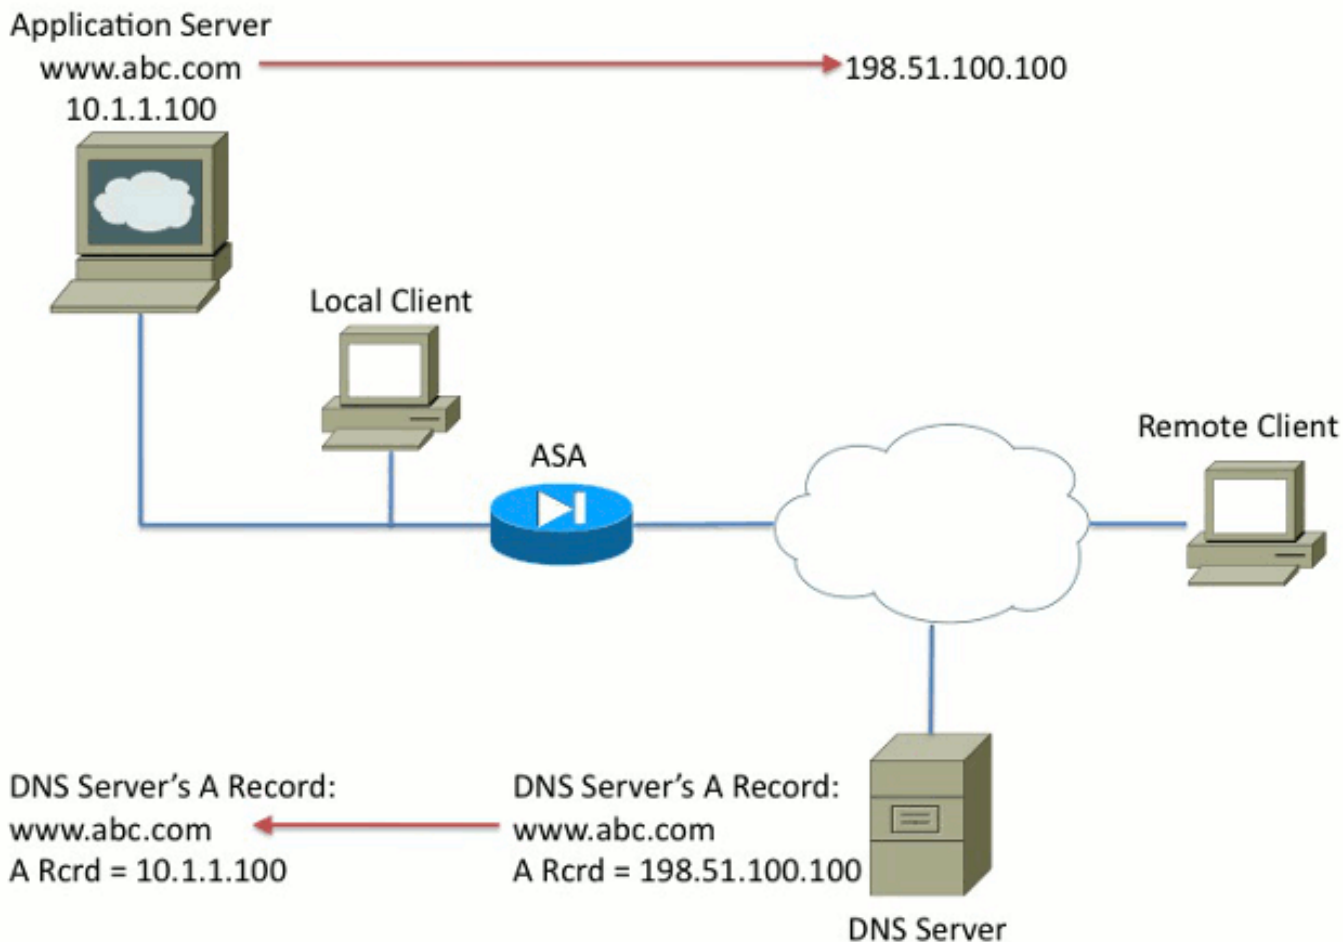 Application Server
www.abc.com
10.1.1.100
198.51.100.100
Local Client
ASA
Remote Client
DNS Server’s A Record:
www.abc.com
A Rcrd = 10.1.1.100
DNS Server’s A Record:
www.abc.com
A Rcrd = 198.51.100.100
DNS Server